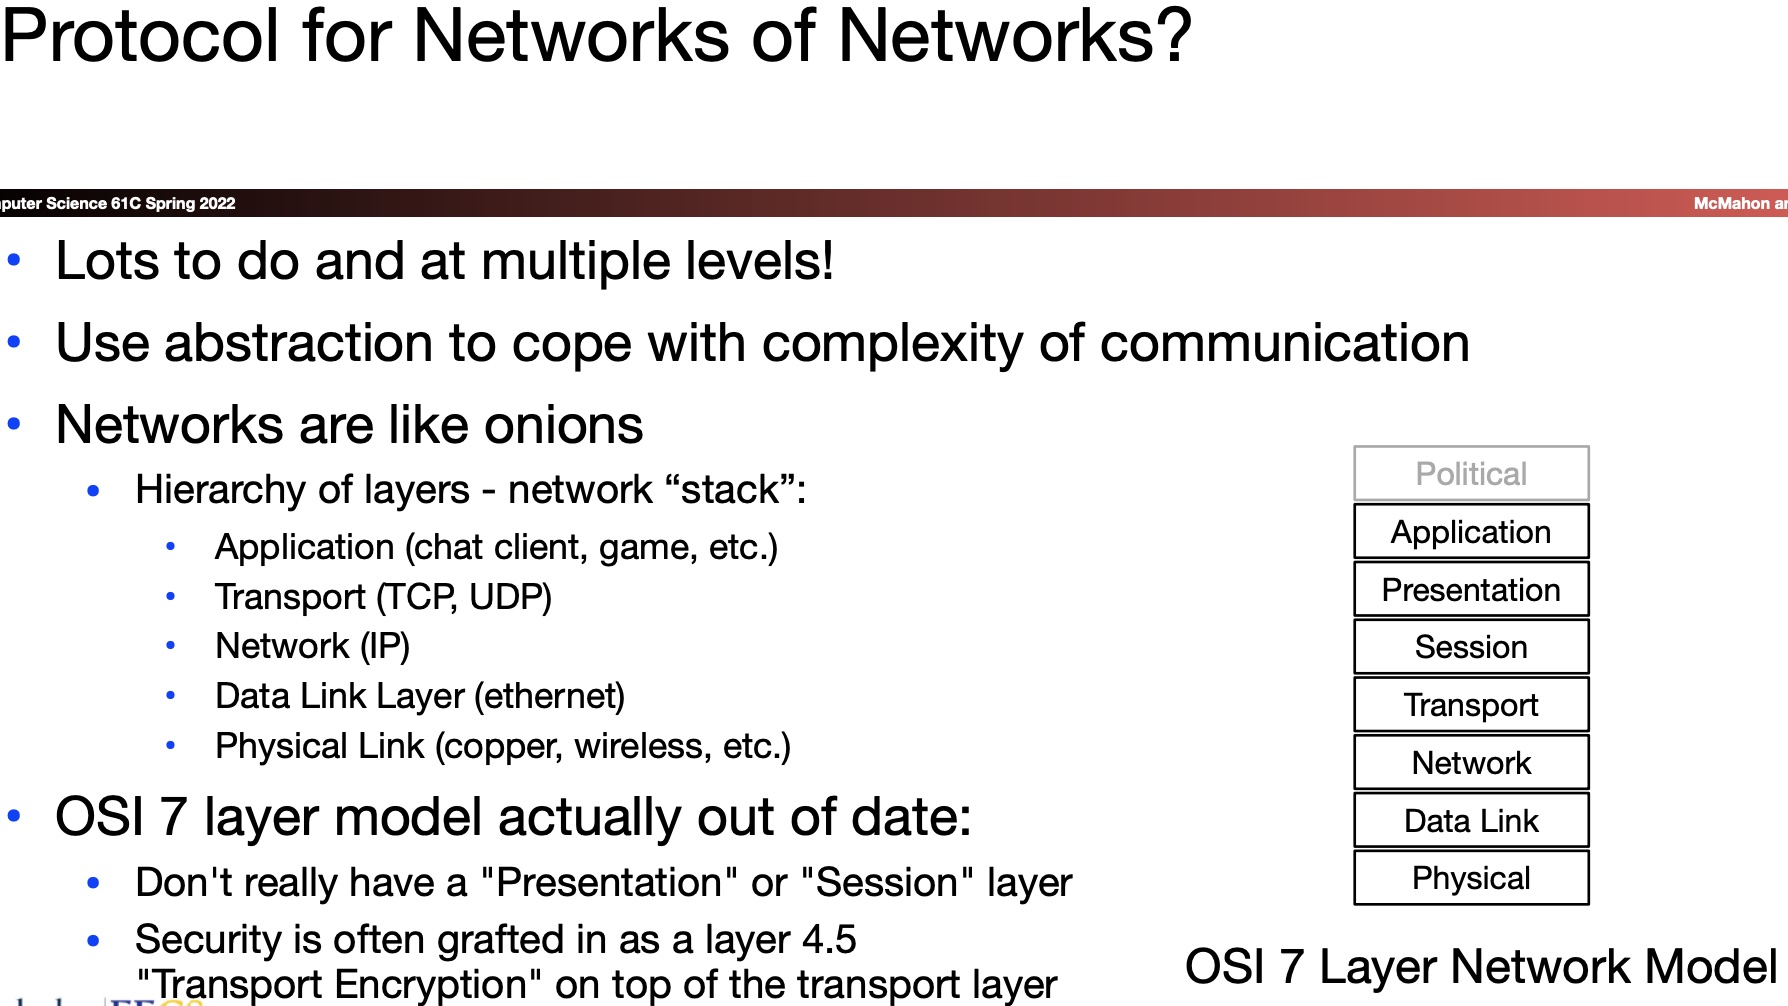 Protocol for Networks of Networks?
Computer Science 61C Spring 2022
McMahon
• Lots to do and at multiple levels!
• Use abstraction to cope with complexity of communication
• Networks are like onions
• Hierarchy of layers - network “stack”:
• Application (chat client, game, etc.)
• Transport (TCP, UDP)
• Network (IP)
• Data Link Layer (ethernet)
• Physical Link (copper, wireless, etc.)
• OSI 7 layer model actually out of date:
• Don't really have a "Presentation" or "Session" layer
• Security is often grafted in as a layer 4.5
"Transport Encryption" on top of the transport layer
Political
Application
Presentation
Session
Transport
Network
Data Link
Physical
OSI 7 Layer Network Model